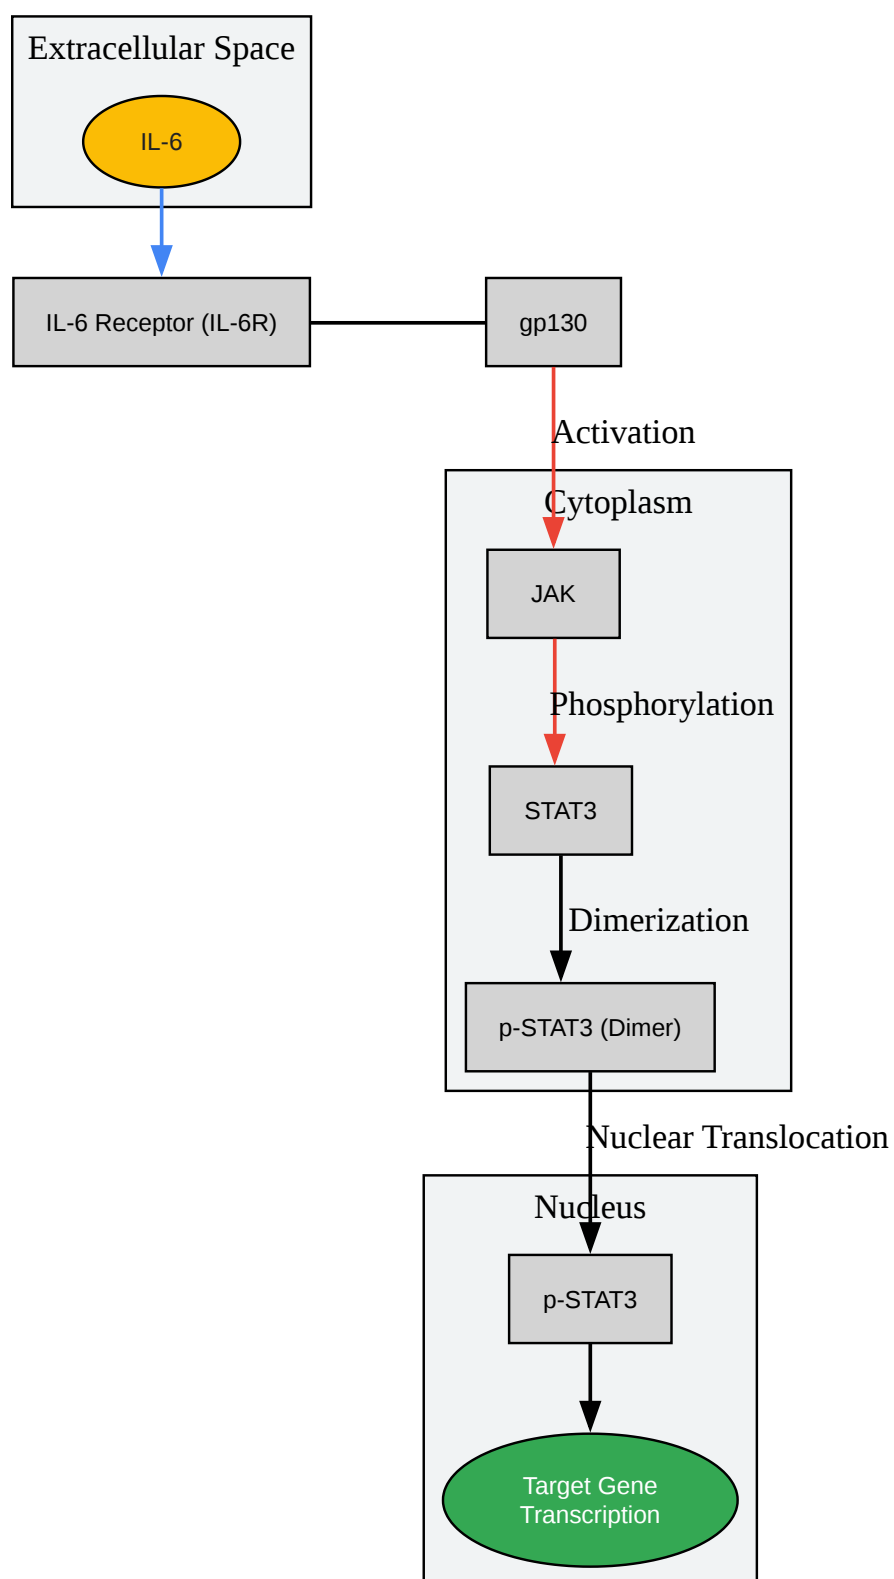 Extracellular Space
IL-6
IL-6 Receptor (IL-6R)
gp130
Activation
Cytoplasm
JAK
Phosphorylation
STAT3
Dimerization
p-STAT3 (Dimer)
Nuclear Translocation
Nucleus
p-STAT3
Target Gene
Transcription